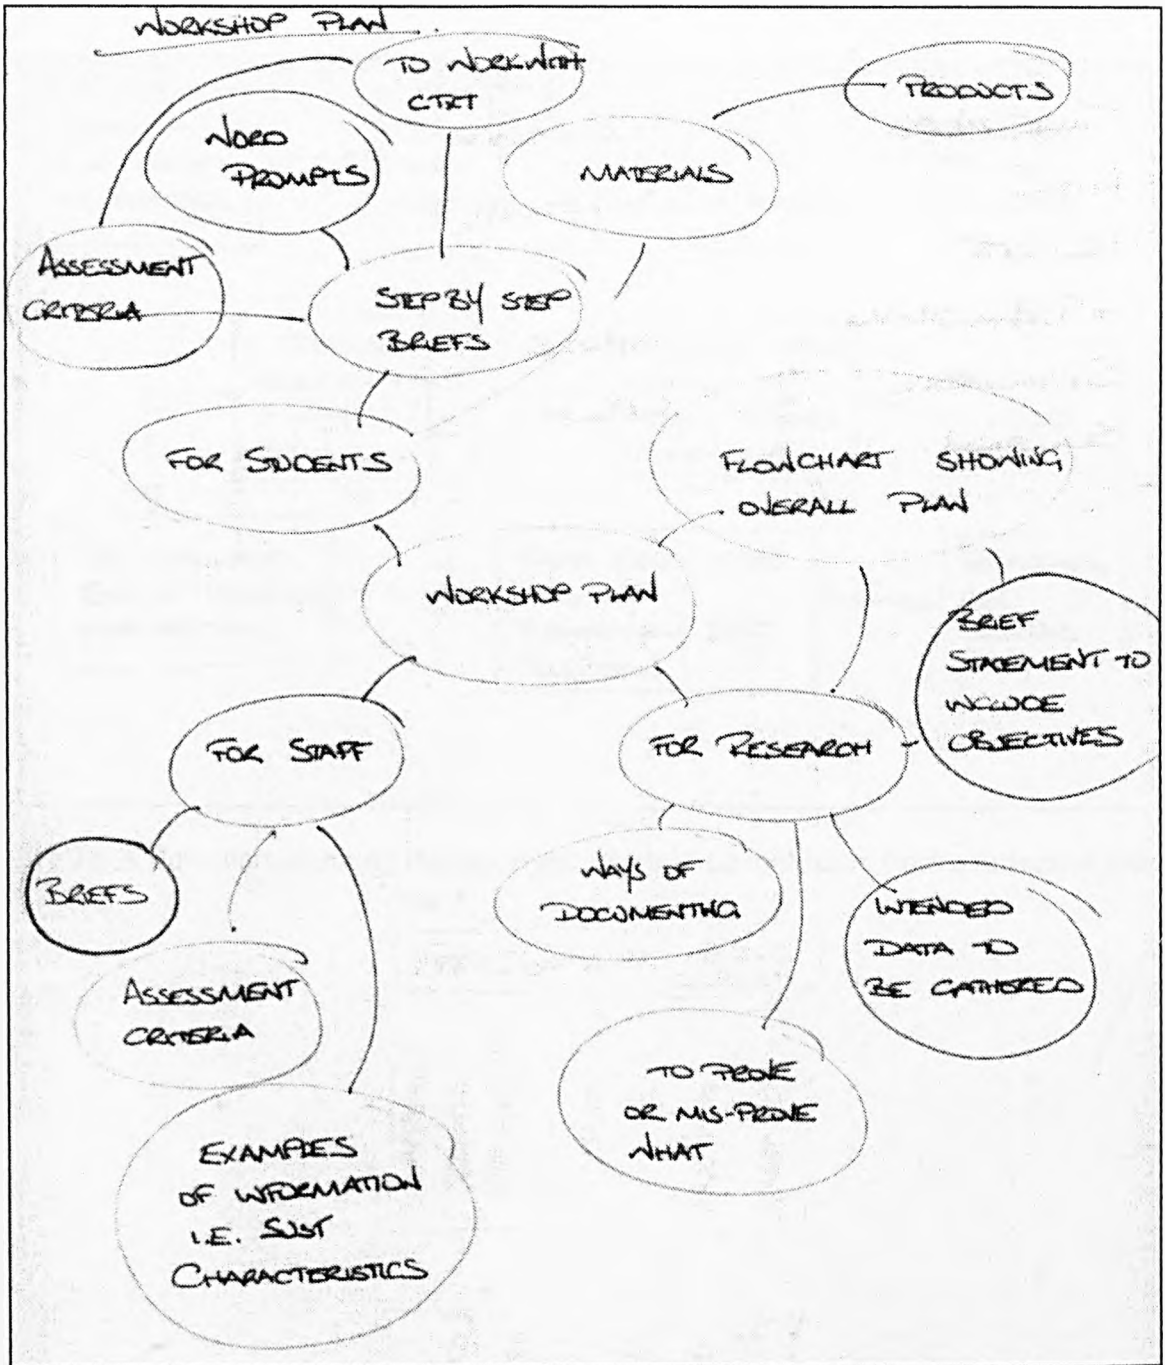 WORKSHOP PLAN
TO WORK WITH
CTXT
PRODUCTS
WORD
PROMPTS
MATERIALS
ASSESSMENT
CRITERIA
STEP BY STEP
BRIEFS
FOR STUDENTS
FLOWCHART SHOWING
OVERALL PLAN
WORKSHOP PLAN
BRIEF
STATEMENT TO
INCLUDE
OBJECTIVES
FOR STAFF
FOR RESEARCH
BRIEFS
WAYS OF
DOCUMENTING
INTENDED
DATA TO
BE GATHERED
ASSESSMENT
CRITERIA
TO PROVE
OR MIS-PROVE
WHAT
EXAMPLES
OF INFORMATION
I.E. SUST
CHARACTERISTICS